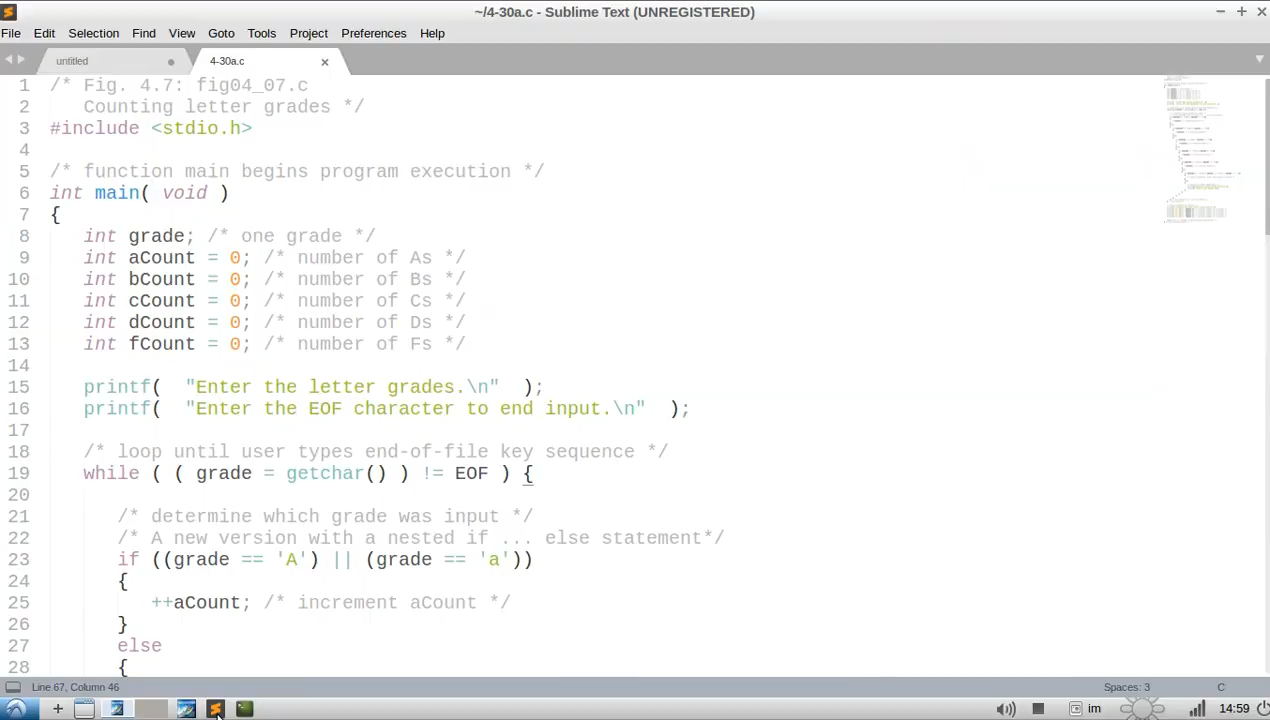 ~/4-30a.c - Sublime Text (UNREGISTERED)
File Edit Selection Find View Goto Tools Project Preferences Help
untitled 4-30a.c
1 /* Fig. 4.7: fig04_07.c
2    Counting letter grades */
3 #include <stdio.h>
4
5 /* function main begins program execution */
6 int main( void )
7 {
8    int grade; /* one grade */
9    int aCount = 0; /* number of As */
10    int bCount = 0; /* number of Bs */
11    int cCount = 0; /* number of Cs */
12    int dCount = 0; /* number of Ds */
13    int fCount = 0; /* number of Fs */
14
15    printf(  "Enter the letter grades.\n"  );
16    printf(  "Enter the EOF character to end input.\n"  );
17
18    /* loop until user types end-of-file key sequence */
19    while ( ( grade = getchar() ) != EOF ) {
20
21       /* determine which grade was input */
22       /* A new version with a nested if ... else statement*/
23       if ((grade == 'A') || (grade == 'a'))
24       {
25          ++aCount; /* increment aCount */
26       }
27       else
28       {
Line 67, Column 46 Spaces: 3 C
im 14:59